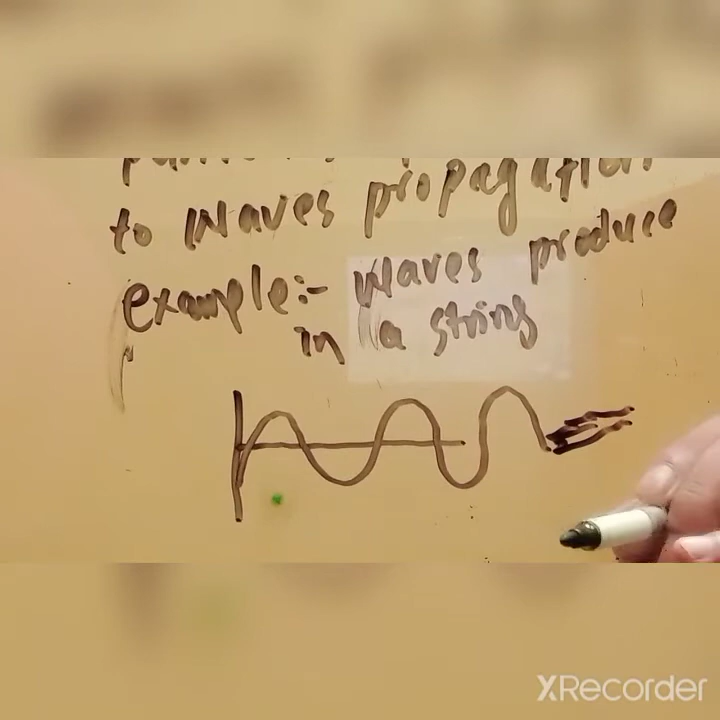 to waves propagation
example:- waves produce
in a string
XRecorder